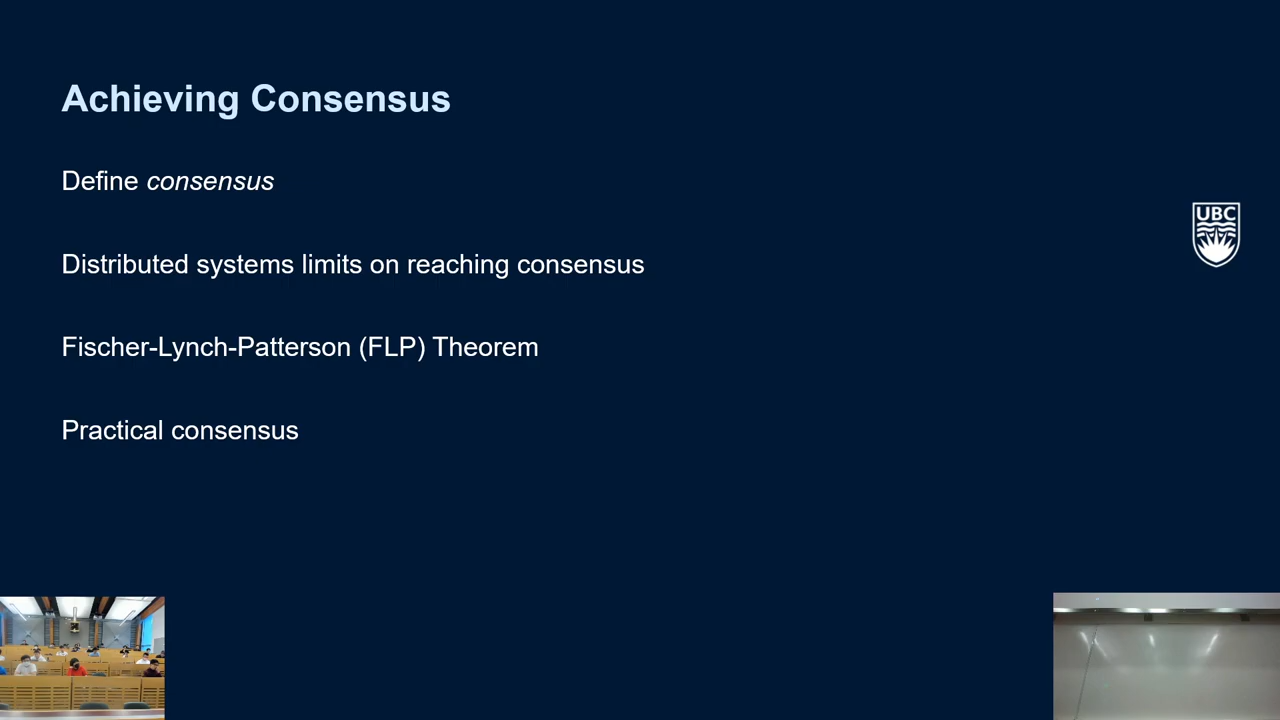 Achieving Consensus
Define consensus
UBC
Distributed systems limits on reaching consensus
Fischer-Lynch-Patterson (FLP) Theorem
Practical consensus